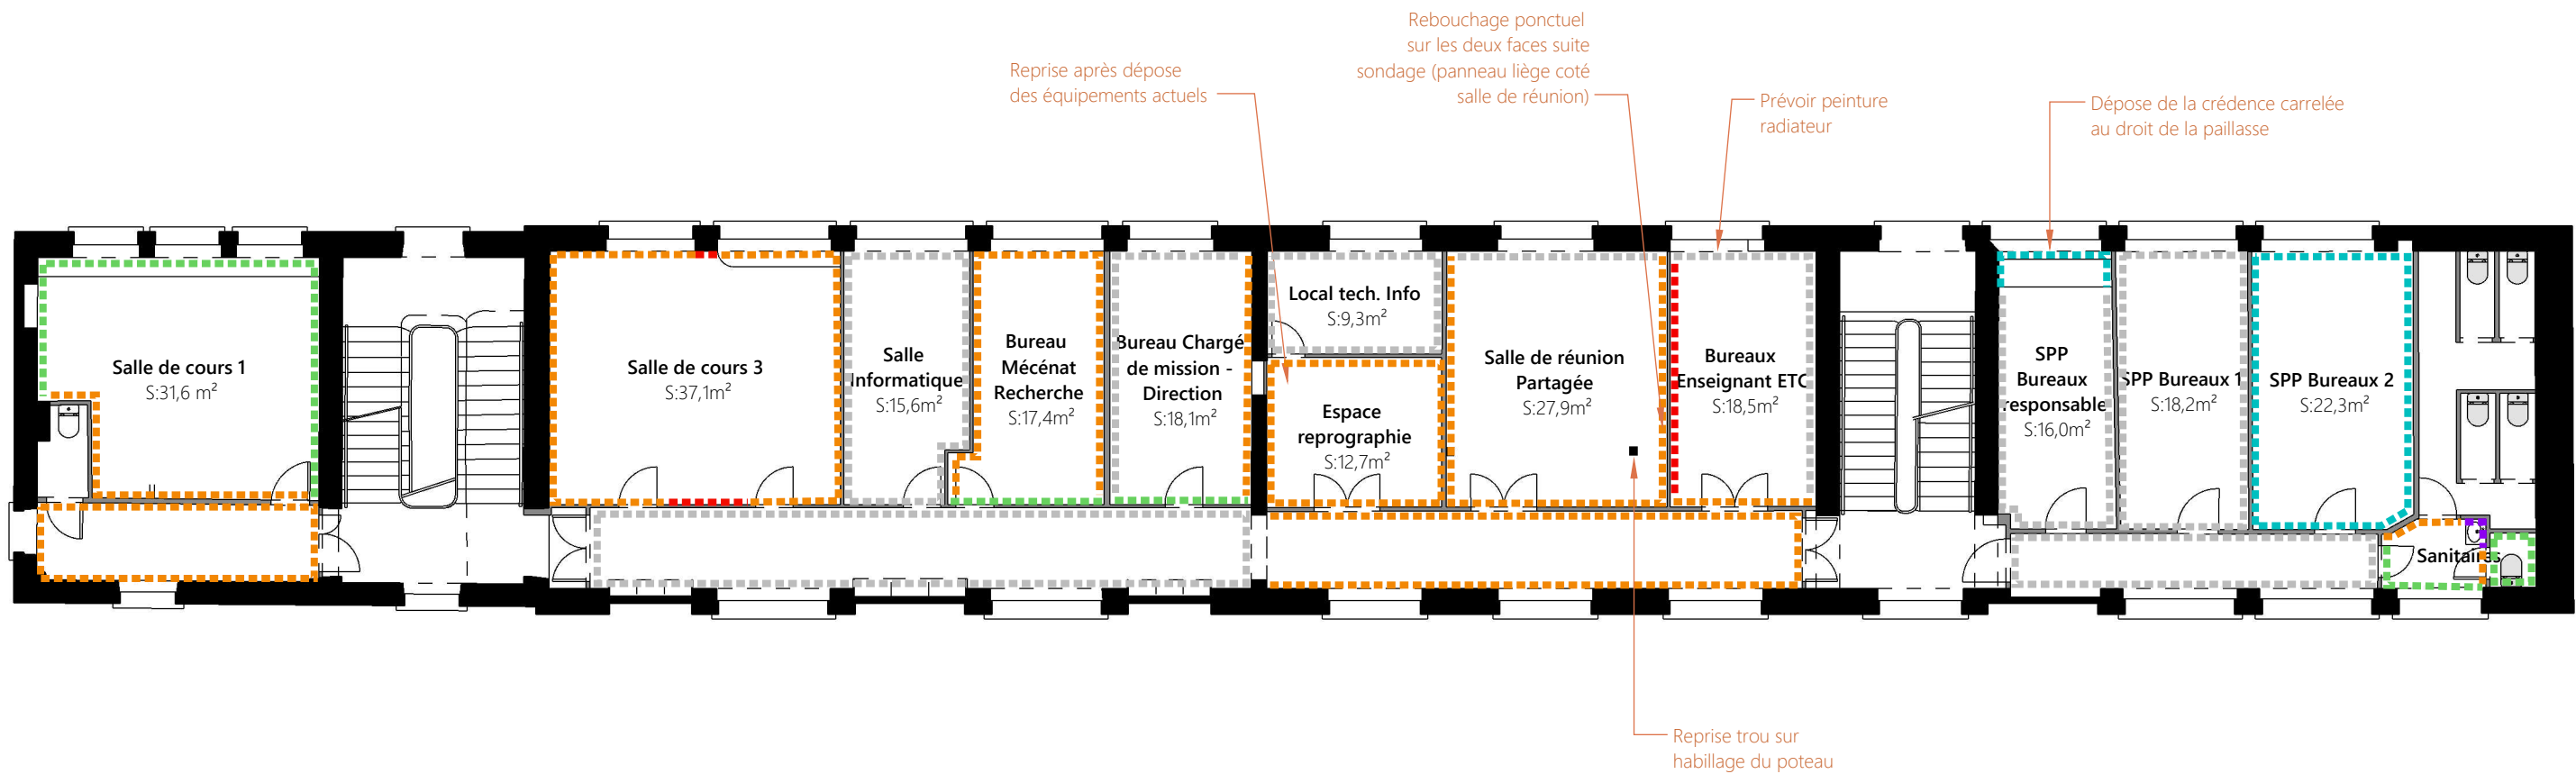 Rebouchage ponctuel
sur les deux faces suite
sondage (panneau liège coté
salle de réunion)
Reprise après dépose
des équipements actuels
Prévoir peinture
radiateur
Dépose de la crédence carrelée
au droit de la paillasse
Salle de cours 1
S:31,6 m²
Salle de cours 3
S:37,1m²
Salle
Informatique
S:15,6m²
Bureau
Mécénat
Recherche
S:17,4m²
Bureau Chargé
de mission -
Direction
S:18,1m²
Local tech. Info
S:9,3m²
Espace
reprographie
S:12,7m²
Salle de réunion
Partagée
S:27,9m²
Bureaux
Enseignant ETC
S:18,5m²
SPP
Bureaux
responsable
S:16,0m²
SPP Bureaux 1
S:18,2m²
SPP Bureaux 2
S:22,3m²
Sanitaires
Reprise trou sur
habillage du poteau